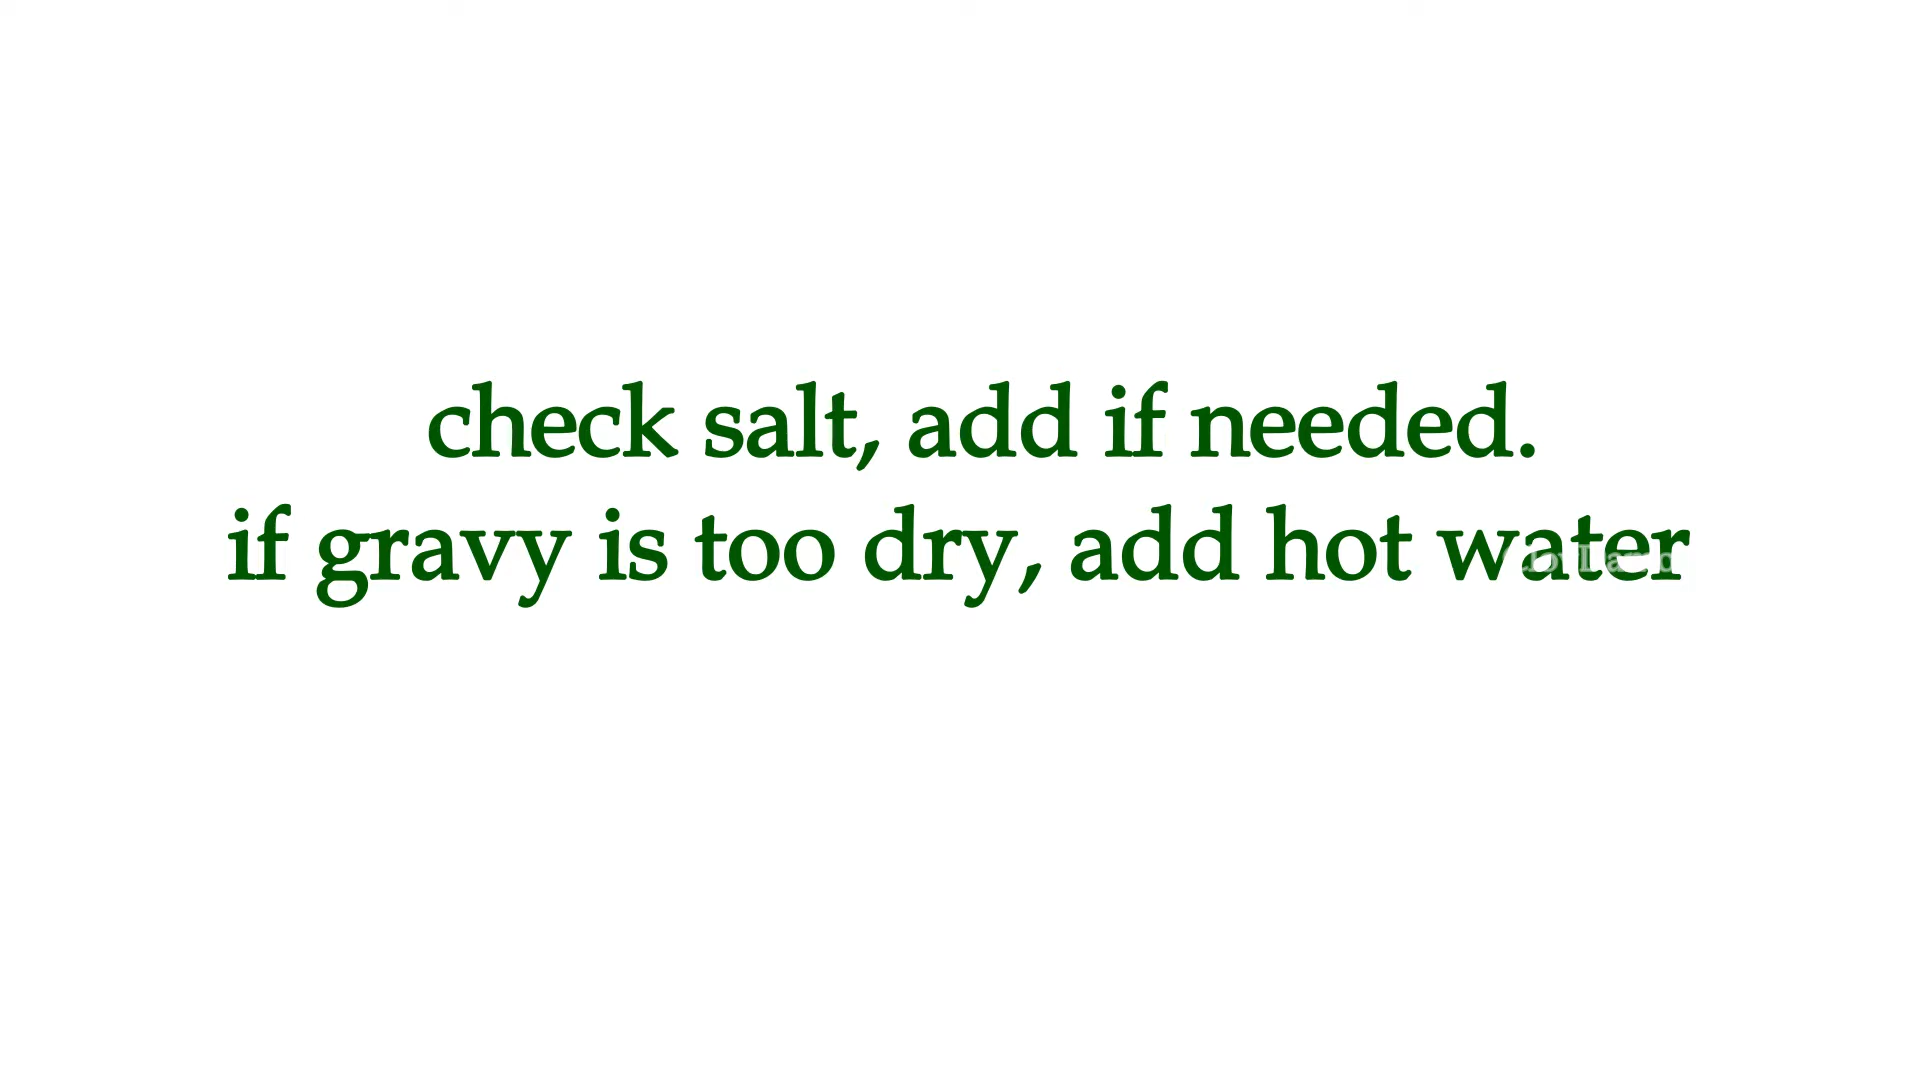 check salt, add if needed.
if gravy is too dry, add hot water